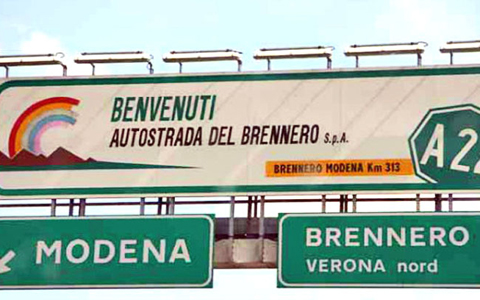 BENVENUTI
AUTOSTRADA DEL BRENNERO S.p.A.
BRENNERO MODENA Km 313
A22
MODENA
BRENNERO
VERONA nord